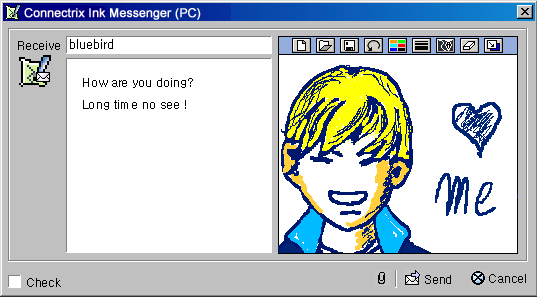 Connectrix Ink Messenger (PC)
Receive bluebird
How are you doing?
Long time no see !
me
Check
Send
Cancel